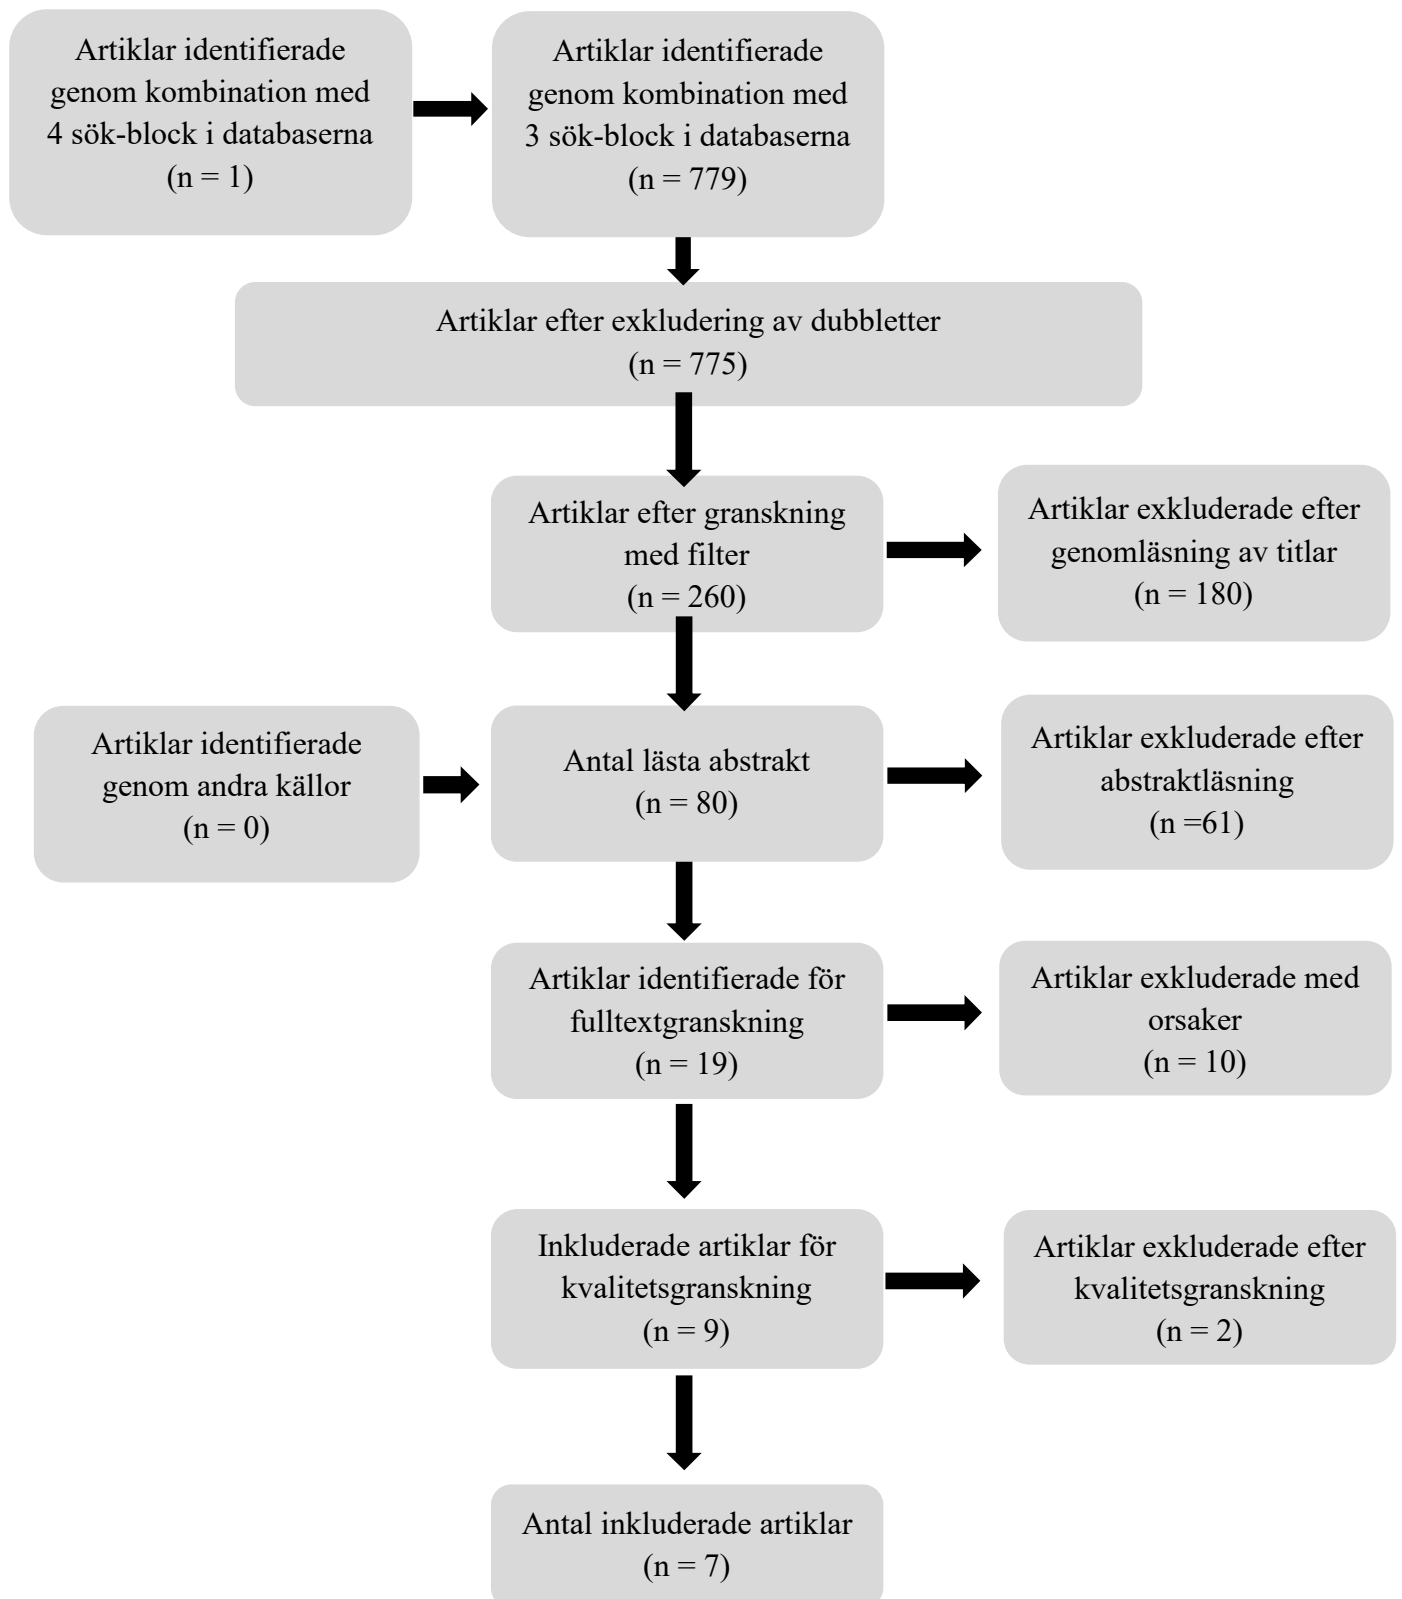 Artiklar identifierade
genom kombination med
4 sök-block i databaserna
(n = 1)
Artiklar identifierade
genom kombination med
3 sök-block i databaserna
(n = 779)
Artiklar efter exkludering av dubbletter
(n = 775)
Artiklar efter granskning
med filter
(n = 260)
Artiklar exkluderade efter
genomläsning av titlar
(n = 180)
Artiklar identifierade
genom andra källor
(n = 0)
Antal lästa abstrakt
(n = 80)
Artiklar exkluderade efter
abstraktläsning
(n =61)
Artiklar identifierade för
fulltextgranskning
(n = 19)
Artiklar exkluderade med
orsaker
(n = 10)
Inkluderade artiklar för
kvalitetsgranskning
(n = 9)
Artiklar exkluderade efter
kvalitetsgranskning
(n = 2)
Antal inkluderade artiklar
(n = 7)